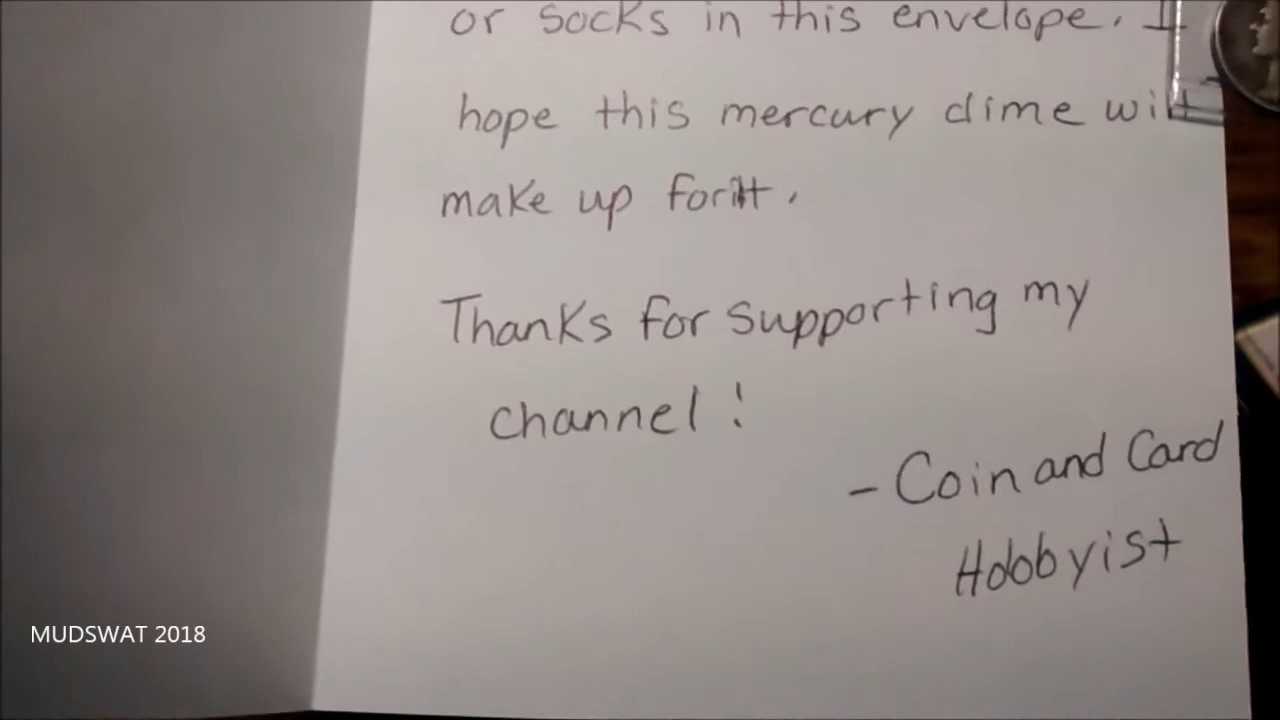 or socks in this envelope. I
hope this mercury dime will
make up for it.
Thanks for supporting my
channel!
- Coin and Card
Hobbyist
MUDSWAT 2018